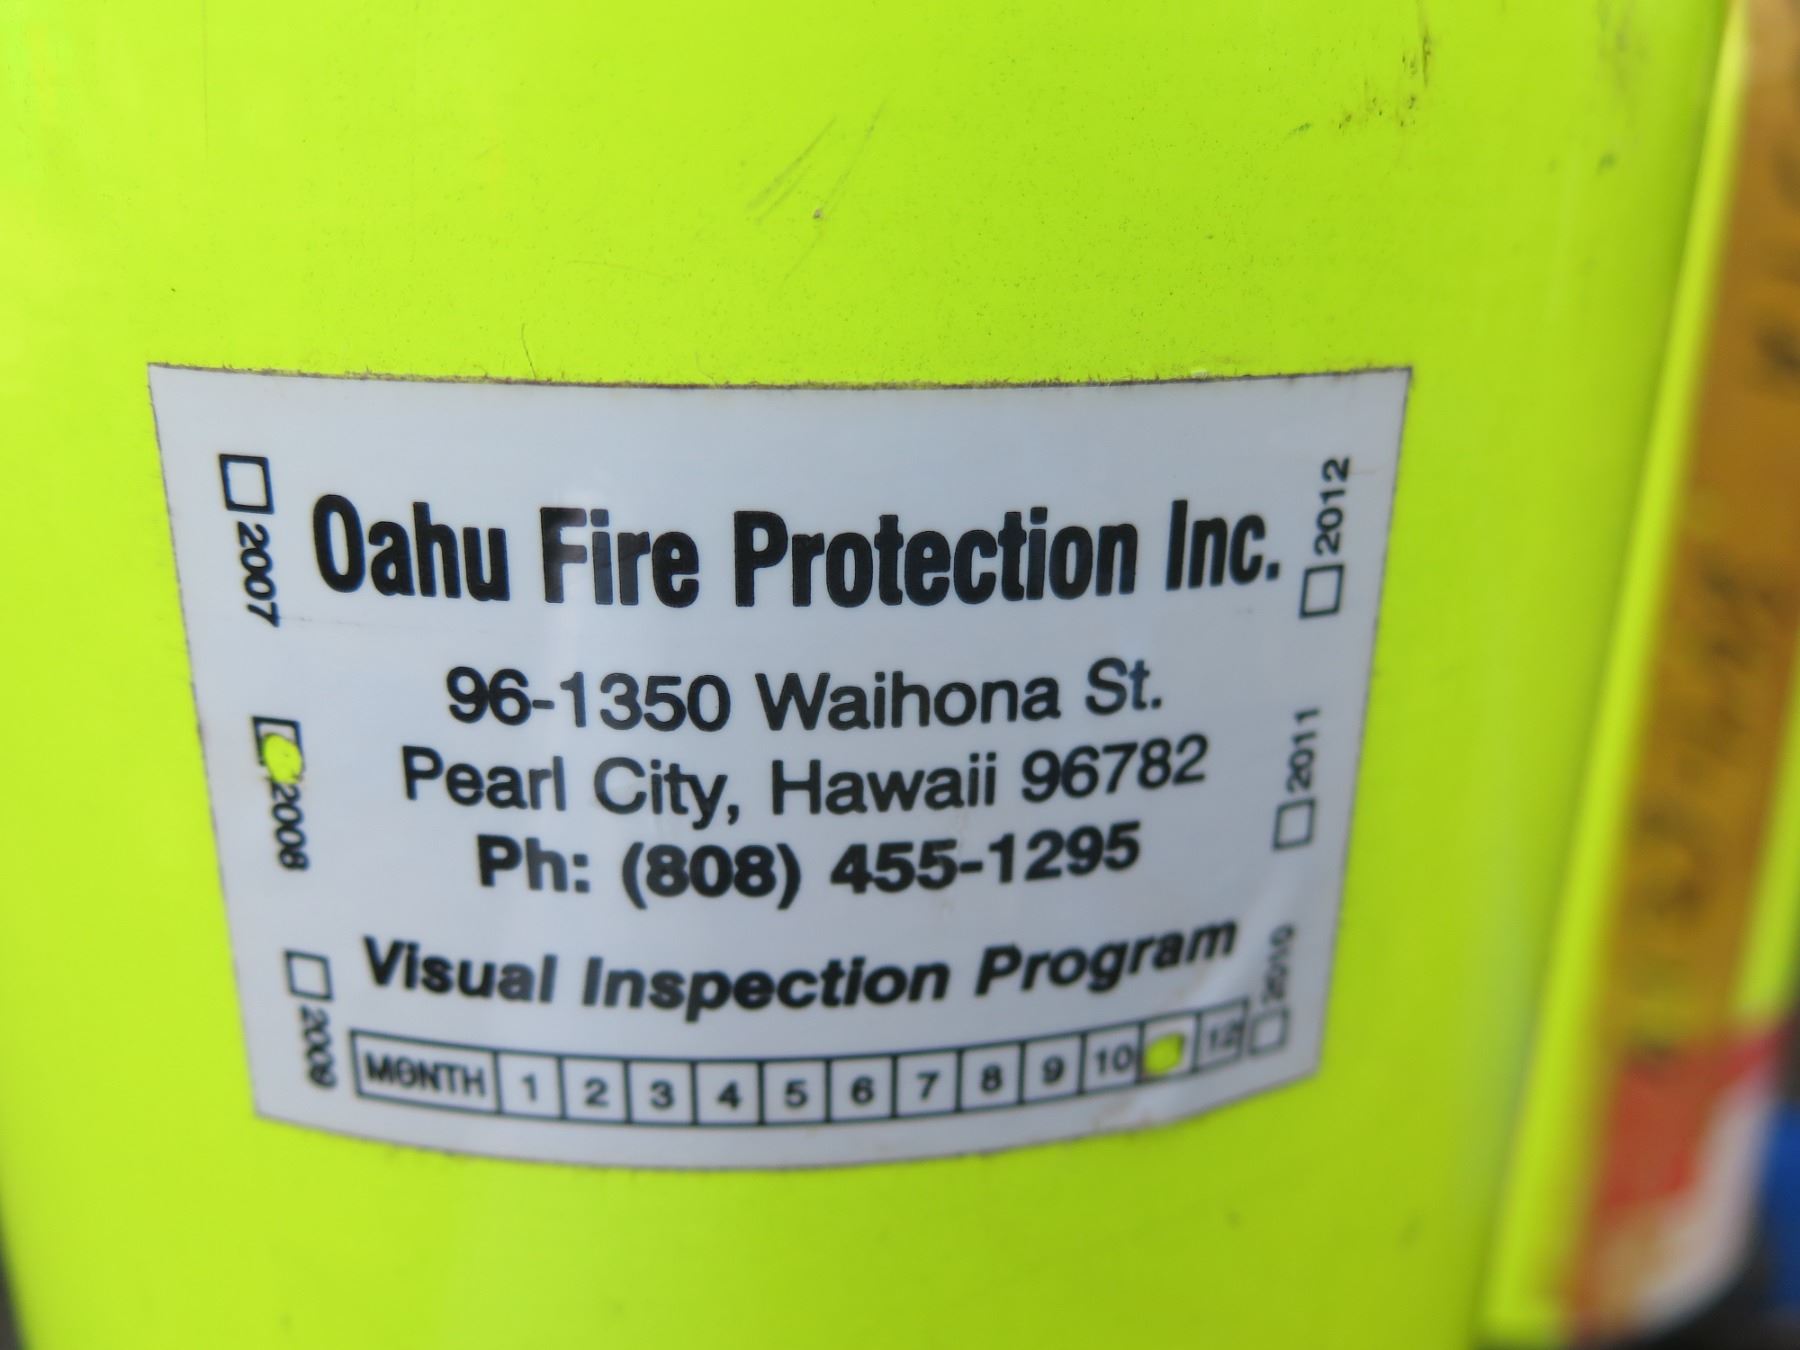 Oahu Fire Protection Inc.
96-1350 Waihona St.
Pearl City, Hawaii 96782
Ph: (808) 455-1295
Visual Inspection Program
MONTH 1 2 3 4 5 6 7 8 9 10 12
2007
2008
2009
2010
2011
2012